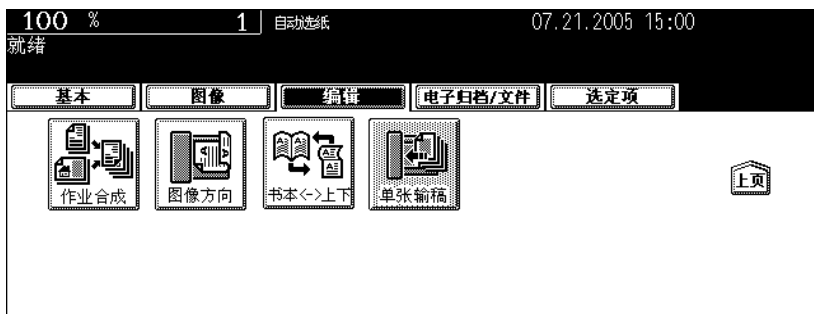 100 % 1 自动选纸 07.21.2005 15:00
就绪
基本 图像 编辑 电子归档/文件 选定项
作业合成 图像方向 书本<->上下 单张输稿
上页